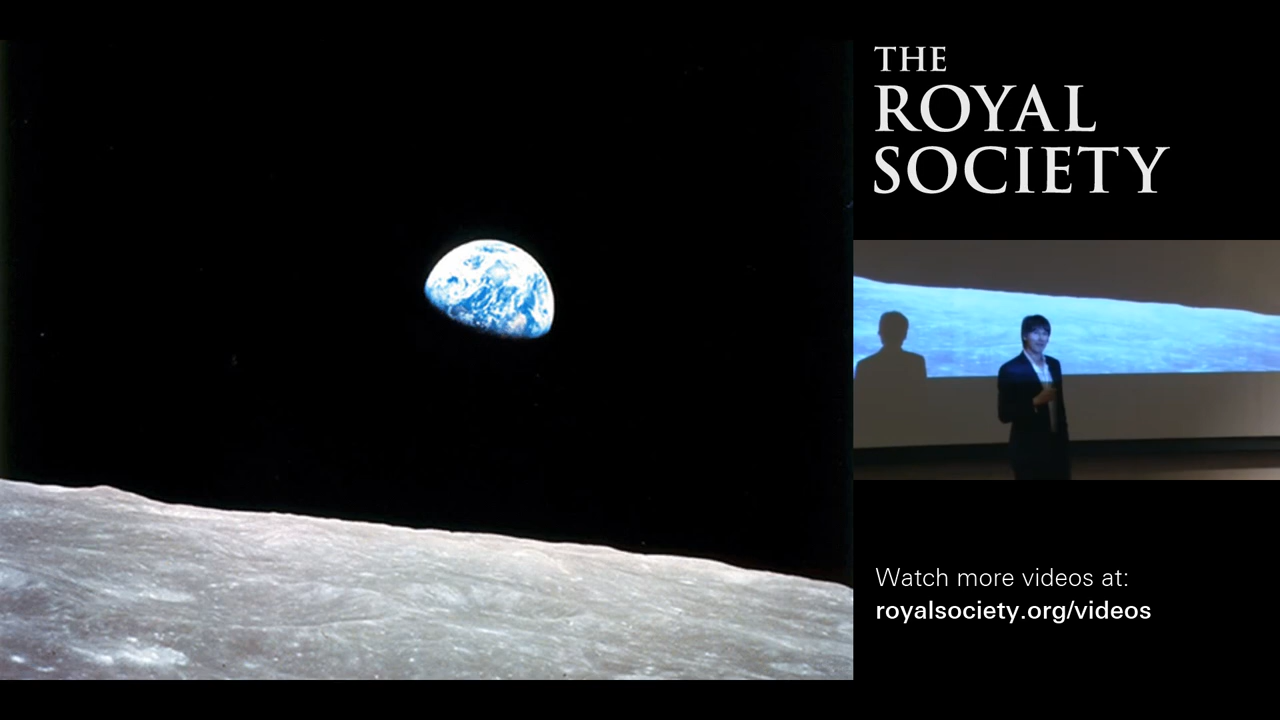 THE
ROYAL
SOCIETY
Watch more videos at:
royalsociety.org/videos